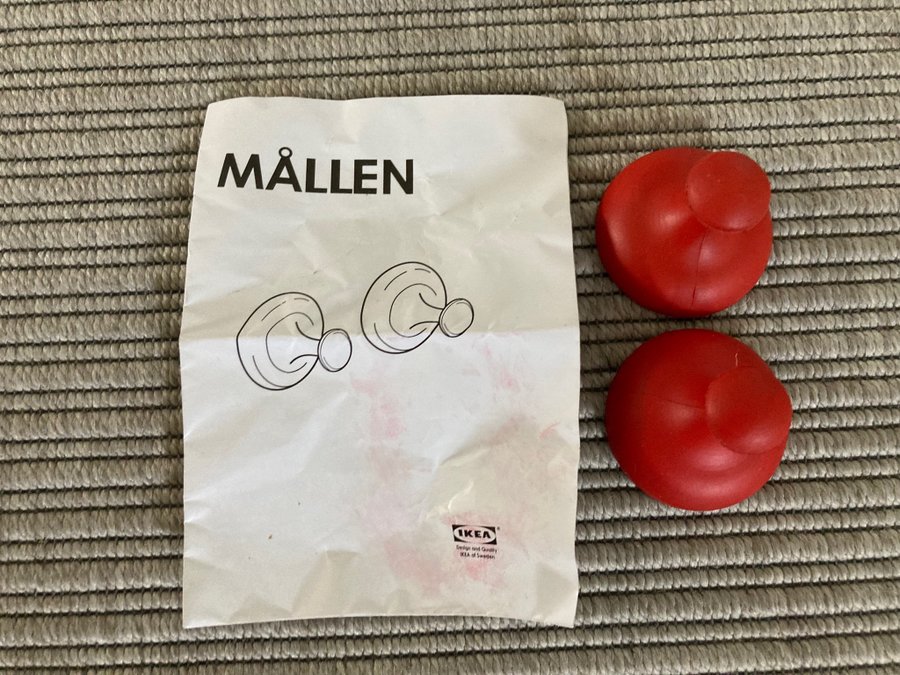 MÅLLEN
IKEA®
Design and Quality
IKEA of Sweden